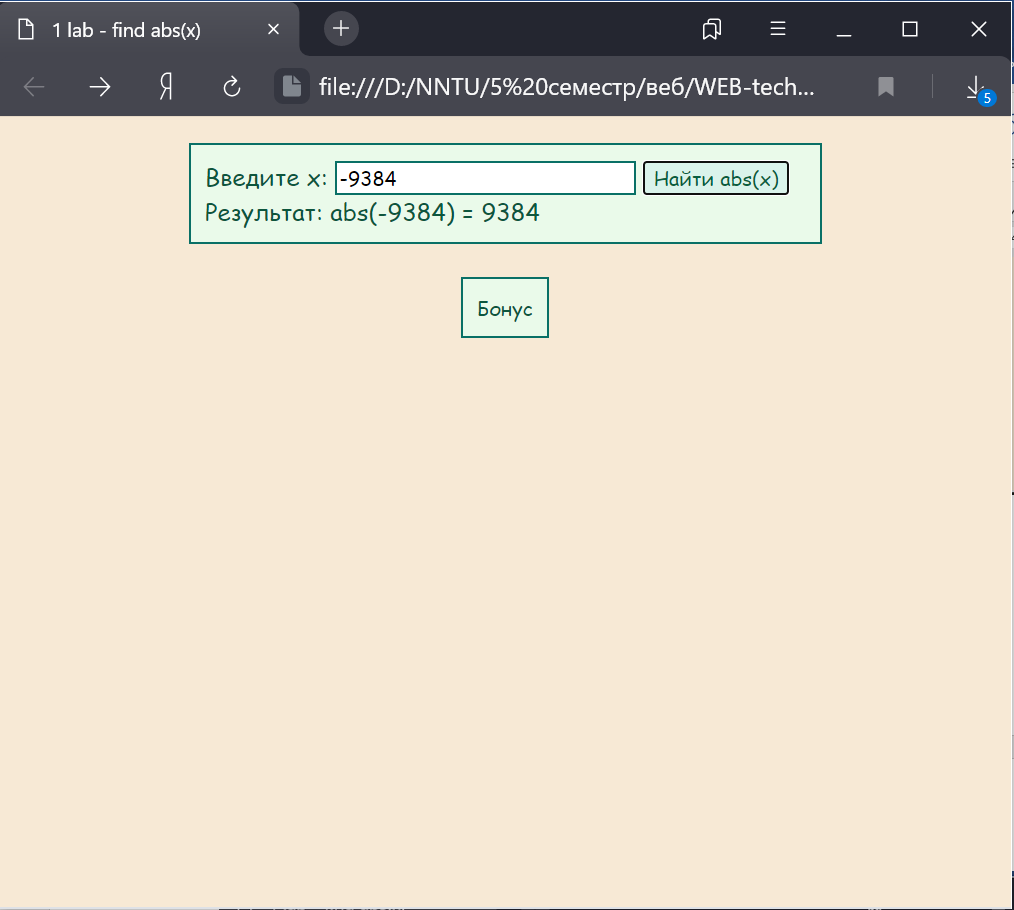 1 lab - find abs(x)
Я file:///D:/NNTU/5%20семестр/веб/WEB-tech... 5
Введите x: -9384 Найти abs(x)
Результат: abs(-9384) = 9384
Бонус